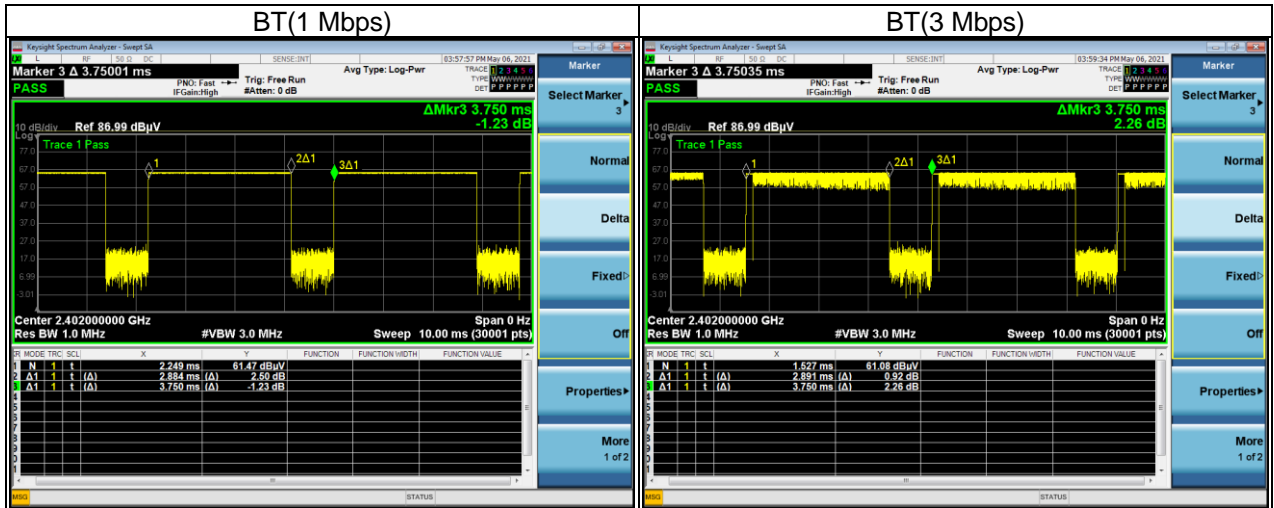 BT(1 Mbps)
Keysight Spectrum Analyzer - Swept SA
L RF 50 Ω DC SENSE:INT 03:57:57 PM May 06, 2021
Marker 3 Δ 3.75001 ms
PNO: Fast
IFGain:High
Trig: Free Run
#Atten: 0 dB
Avg Type: Log-Pwr
TRACE 1 2 3 4 5 6
TYPE
DET P P P P P P
PASS
ΔMkr3 3.750 ms
-1.23 dB
10 dB/div Ref 86.99 dBµV
Log
Trace 1 Pass
77.0
67.0
57.0
47.0
37.0
27.0
17.0
6.99
-3.01
1
2Δ1
3Δ1
Center 2.402000000 GHz Span 0 Hz
Res BW 1.0 MHz #VBW 3.0 MHz Sweep 10.00 ms (30001 pts)
MODE TRC SCL X Y FUNCTION FUNCTION WIDTH FUNCTION VALUE
1 N 1 t 2.249 ms 61.47 dBµV
2 Δ1 1 t (Δ) 2.884 ms (Δ) 2.50 dB
3 Δ1 1 t (Δ) 3.750 ms (Δ) -1.23 dB
MSG STATUS
Marker
Select Marker
3
Normal
Delta
Fixed
Off
Properties
More
1 of 2
BT(3 Mbps)
Keysight Spectrum Analyzer - Swept SA
L RF 50 Ω DC SENSE:INT 03:59:34 PM May 06, 2021
Marker 3 Δ 3.75035 ms
PNO: Fast
IFGain:High
Trig: Free Run
#Atten: 0 dB
Avg Type: Log-Pwr
TRACE 1 2 3 4 5 6
TYPE
DET P P P P P P
PASS
ΔMkr3 3.750 ms
2.26 dB
10 dB/div Ref 86.99 dBµV
Log
Trace 1 Pass
77.0
67.0
57.0
47.0
37.0
27.0
17.0
6.99
-3.01
1
2Δ1
3Δ1
Center 2.402000000 GHz Span 0 Hz
Res BW 1.0 MHz #VBW 3.0 MHz Sweep 10.00 ms (30001 pts)
MODE TRC SCL X Y FUNCTION FUNCTION WIDTH FUNCTION VALUE
1 N 1 t 1.527 ms 61.08 dBµV
2 Δ1 1 t (Δ) 2.891 ms (Δ) 0.92 dB
3 Δ1 1 t (Δ) 3.750 ms (Δ) 2.26 dB
MSG STATUS
Marker
Select Marker
3
Normal
Delta
Fixed
Off
Properties
More
1 of 2